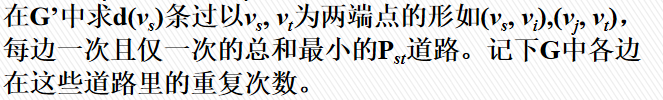 在G’中求d(vs)条过以vs, vt为两端点的形如(vs, vi),(vj, vt)，
每边一次且仅一次的总和最小的Pst道路。记下G中各边
在这些道路里的重复次数。